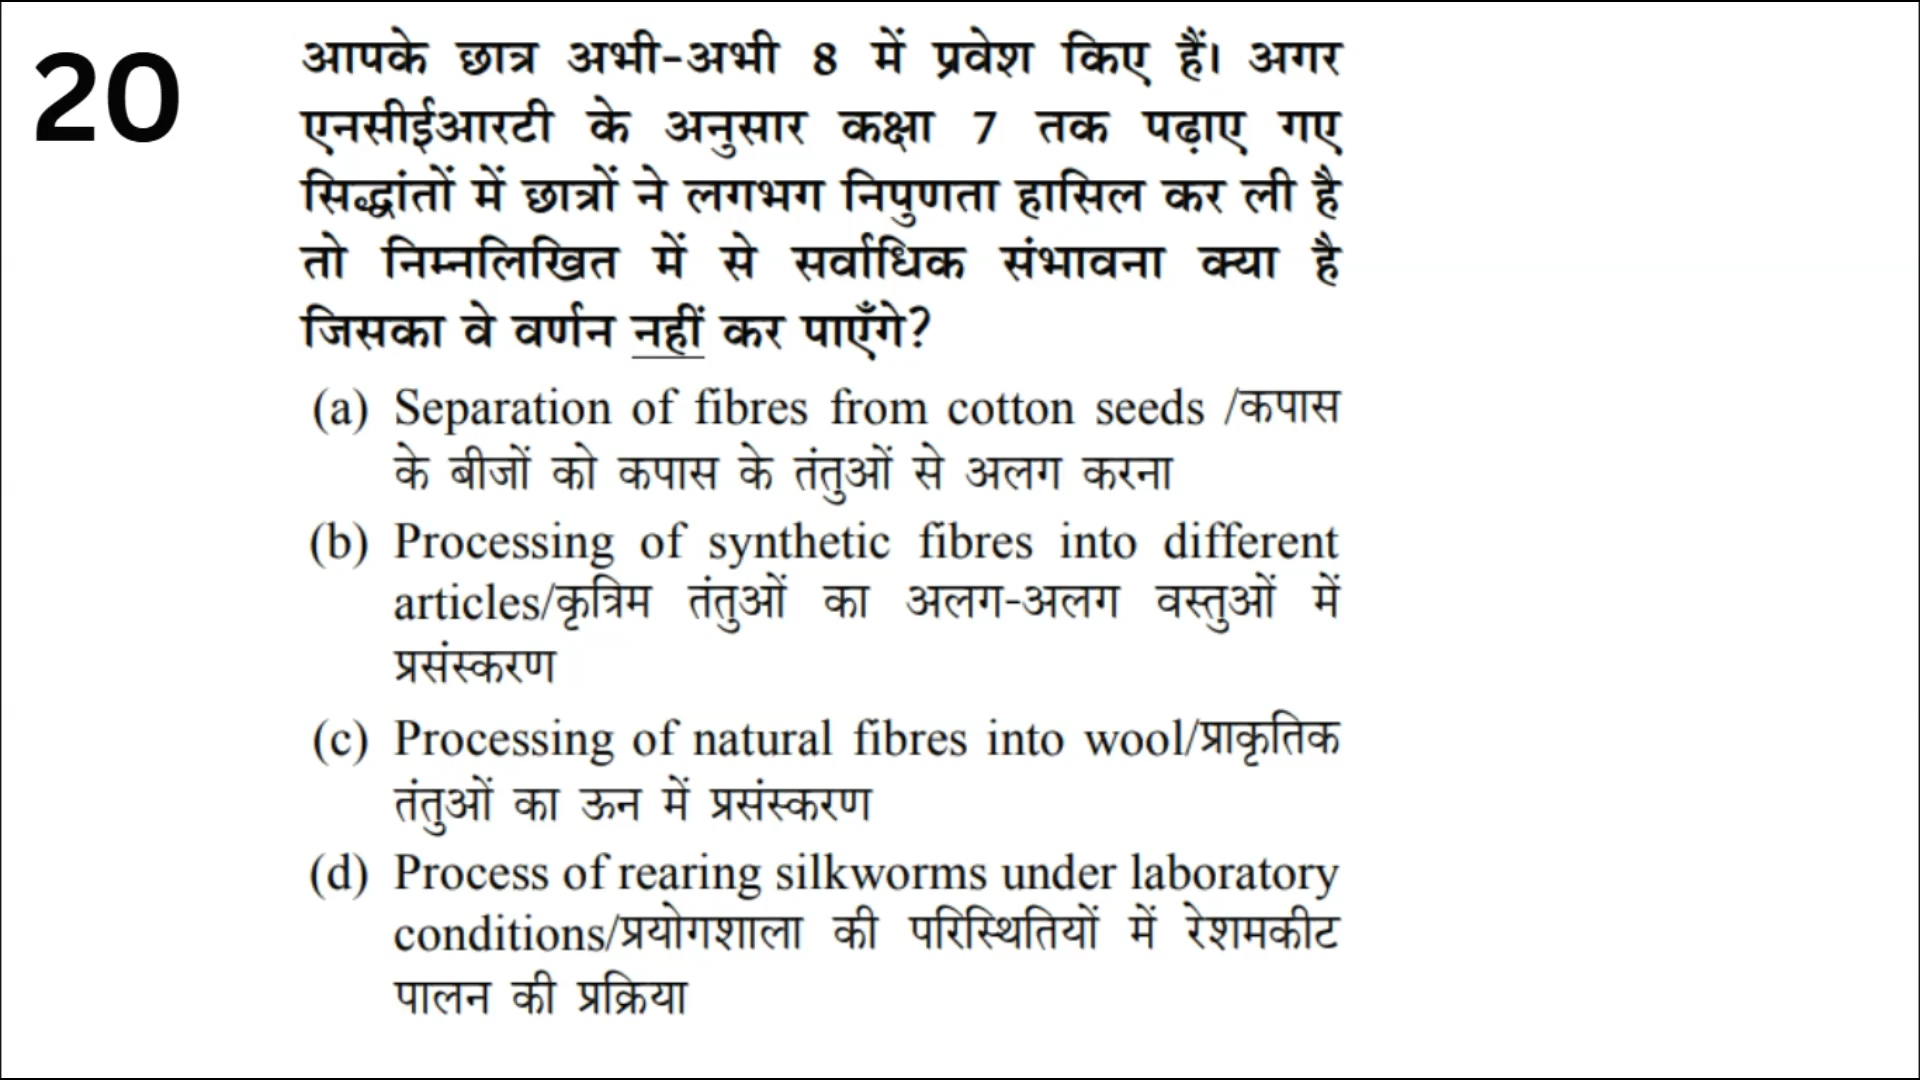 20
आपके छात्र अभी-अभी 8 में प्रवेश किए हैं। अगर
एनसीईआरटी के अनुसार कक्षा 7 तक पढ़ाए गए
सिद्धांतों में छात्रों ने लगभग निपुणता हासिल कर ली है
तो निम्नलिखित में से सर्वाधिक संभावना क्या है
जिसका वे वर्णन नहीं कर पाएँगे?
(a) Separation of fibres from cotton seeds /कपास
के बीजों को कपास के तंतुओं से अलग करना
(b) Processing of synthetic fibres into different
articles/कृत्रिम तंतुओं का अलग-अलग वस्तुओं में
प्रसंस्करण
(c) Processing of natural fibres into wool/प्राकृतिक
तंतुओं का ऊन में प्रसंस्करण
(d) Process of rearing silkworms under laboratory
conditions/प्रयोगशाला की परिस्थितियों में रेशमकीट
पालन की प्रक्रिया